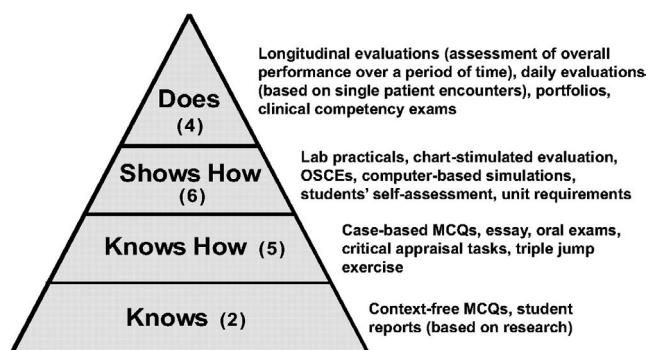 Does
(4)
Longitudinal evaluations (assessment of overall
performance over a period of time), daily evaluations
(based on single patient encounters), portfolios,
clinical competency exams
Shows How
(6)
Lab practicals, chart-stimulated evaluation,
OSCEs, computer-based simulations,
students' self-assessment, unit requirements
Knows How (5)
Case-based MCQs, essay, oral exams,
critical appraisal tasks, triple jump
exercise
Knows (2)
Context-free MCQs, student
reports (based on research)